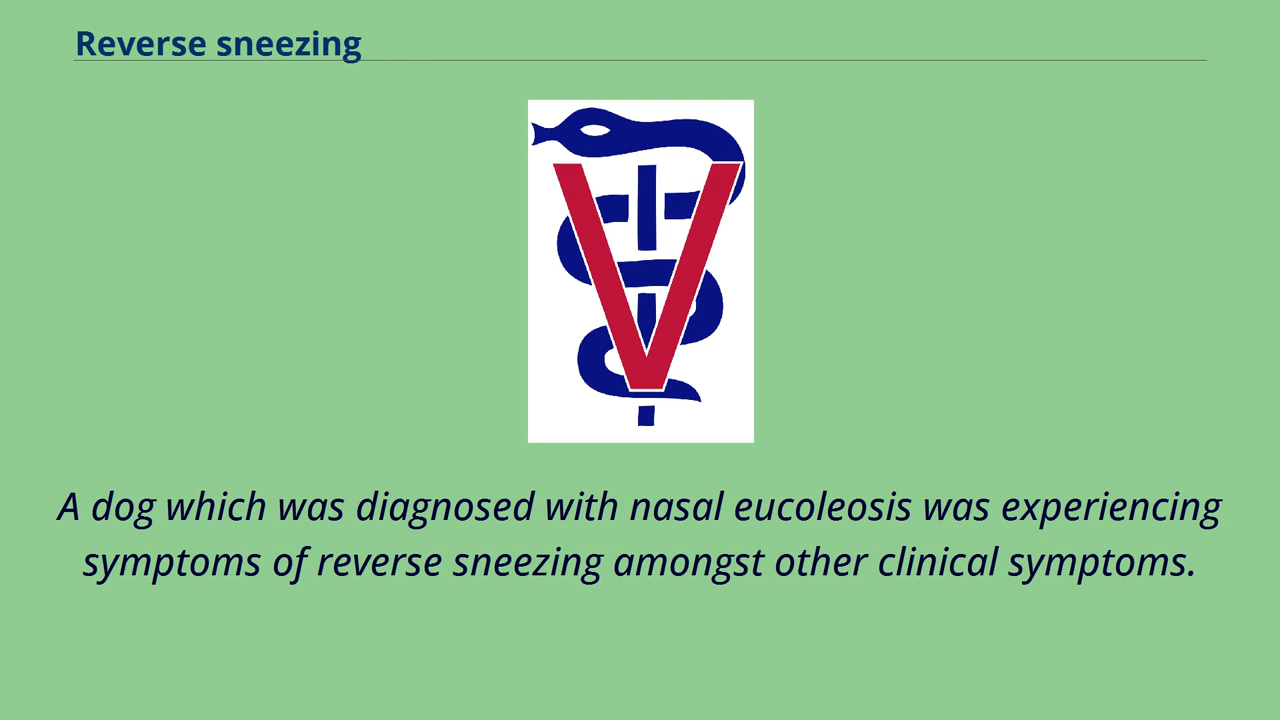 Reverse sneezing
V
A dog which was diagnosed with nasal eucoleosis was experiencing
symptoms of reverse sneezing amongst other clinical symptoms.